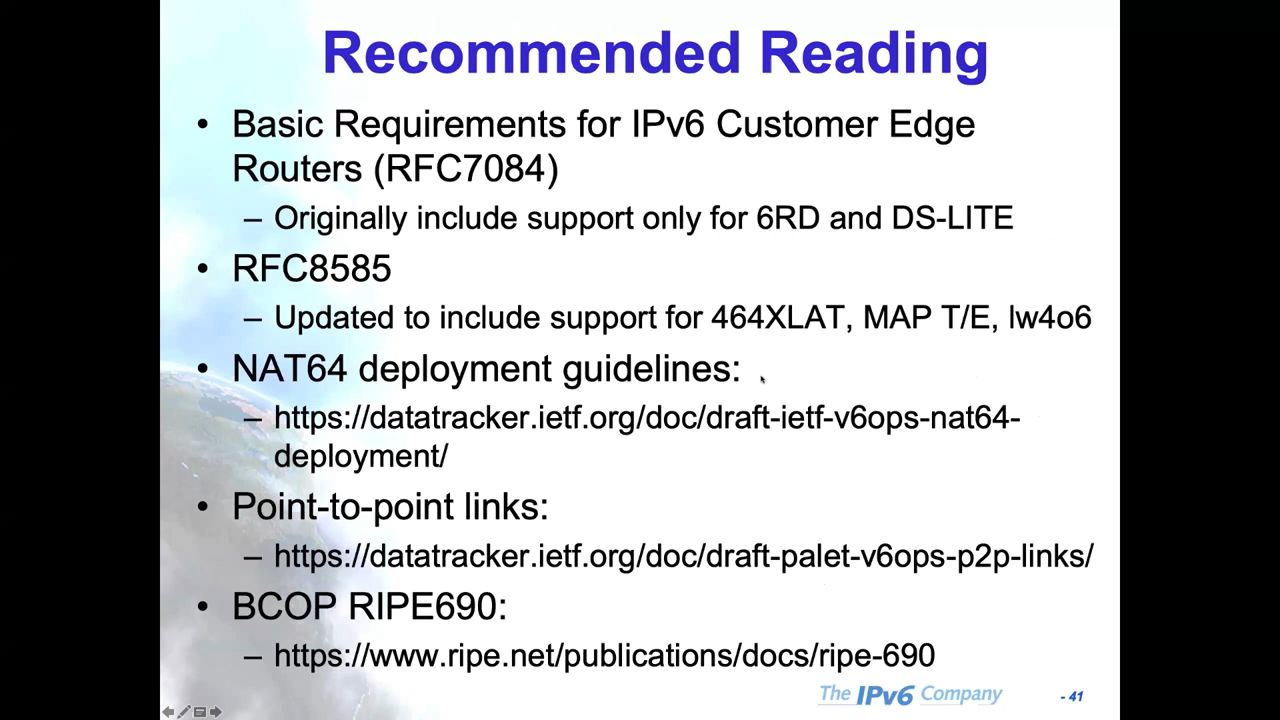 Recommended Reading
• Basic Requirements for IPv6 Customer Edge
Routers (RFC7084)
– Originally include support only for 6RD and DS-LITE
• RFC8585
– Updated to include support for 464XLAT, MAP T/E, lw4o6
• NAT64 deployment guidelines:
– https://datatracker.ietf.org/doc/draft-ietf-v6ops-nat64-
deployment/
• Point-to-point links:
– https://datatracker.ietf.org/doc/draft-palet-v6ops-p2p-links/
• BCOP RIPE690:
– https://www.ripe.net/publications/docs/ripe-690
The IPv6 Company
- 41